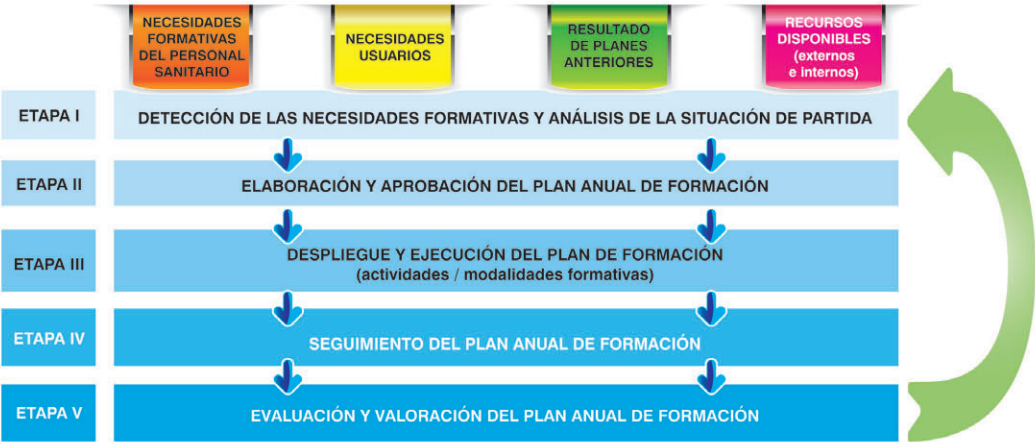 NECESIDADES
FORMATIVAS
DEL PERSONAL
SANITARIO
NECESIDADES
USUARIOS
RESULTADO
DE PLANES
ANTERIORES
RECURSOS
DISPONIBLES
(externos
e internos)
ETAPA I
DETECCIÓN DE LAS NECESIDADES FORMATIVAS Y ANÁLISIS DE LA SITUACIÓN DE PARTIDA
ETAPA II
ELABORACIÓN Y APROBACIÓN DEL PLAN ANUAL DE FORMACIÓN
ETAPA III
DESPLIEGUE Y EJECUCIÓN DEL PLAN DE FORMACIÓN
(actividades / modalidades formativas)
ETAPA IV
SEGUIMIENTO DEL PLAN ANUAL DE FORMACIÓN
ETAPA V
EVALUACIÓN Y VALORACIÓN DEL PLAN ANUAL DE FORMACIÓN